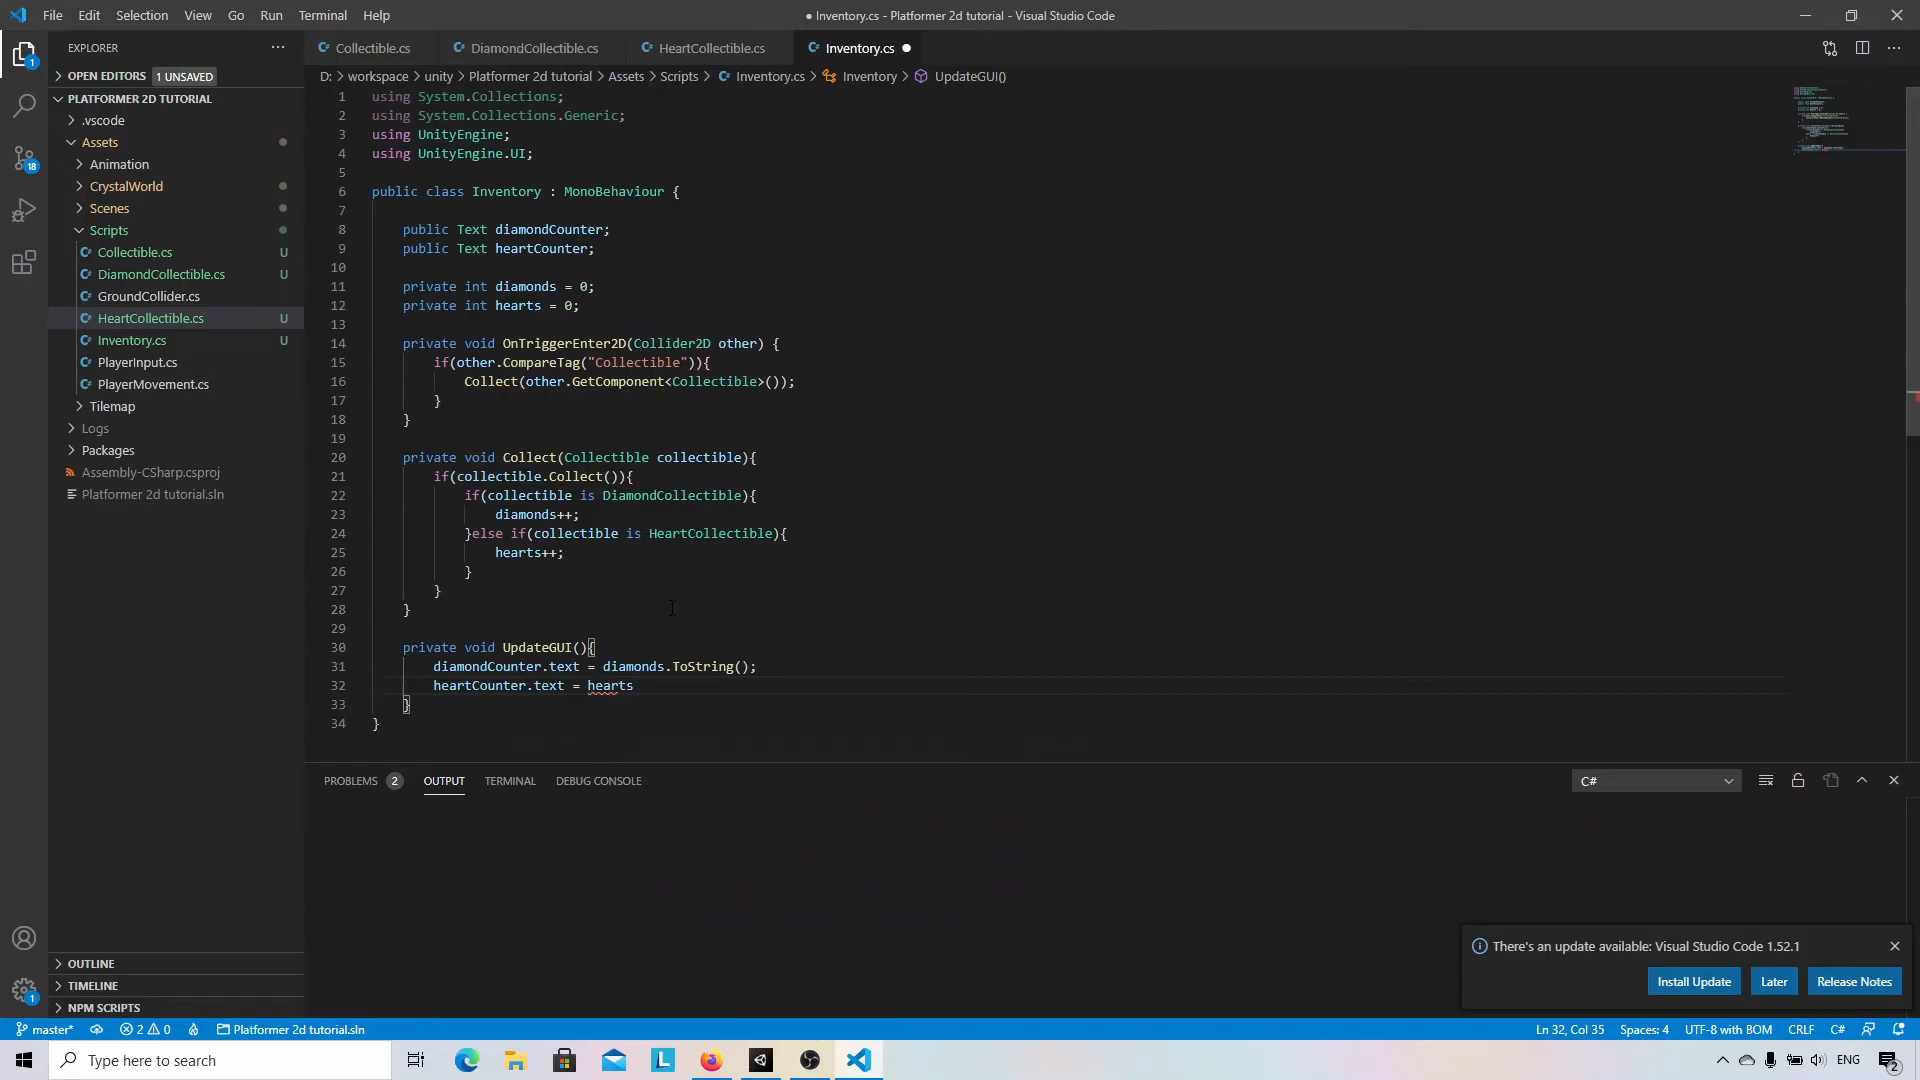 File Edit Selection View Go Run Terminal Help
● Inventory.cs - Platformer 2d tutorial - Visual Studio Code
EXPLORER
OPEN EDITORS 1 UNSAVED
PLATFORMER 2D TUTORIAL
.vscode
Assets
Animation
CrystalWorld
Scenes
Scripts
Collectible.cs U
DiamondCollectible.cs U
GroundCollider.cs
HeartCollectible.cs U
Inventory.cs U
PlayerInput.cs
PlayerMovement.cs
Tilemap
Logs
Packages
Assembly-CSharp.csproj
Platformer 2d tutorial.sln
OUTLINE
TIMELINE
NPM SCRIPTS
1
18
1
Collectible.cs DiamondCollectible.cs HeartCollectible.cs Inventory.cs
D: > workspace > unity > Platformer 2d tutorial > Assets > Scripts > Inventory.cs > Inventory > UpdateGUI()
1 using System.Collections;
2 using System.Collections.Generic;
3 using UnityEngine;
4 using UnityEngine.UI;
5
6 public class Inventory : MonoBehaviour {
7
8 public Text diamondCounter;
9 public Text heartCounter;
10
11 private int diamonds = 0;
12 private int hearts = 0;
13
14 private void OnTriggerEnter2D(Collider2D other) {
15 if(other.CompareTag("Collectible")){
16 Collect(other.GetComponent<Collectible>());
17 }
18 }
19
20 private void Collect(Collectible collectible){
21 if(collectible.Collect()){
22 if(collectible is DiamondCollectible){
23 diamonds++;
24 }else if(collectible is HeartCollectible){
25 hearts++;
26 }
27 }
28 }
29
30 private void UpdateGUI(){
31 diamondCounter.text = diamonds.ToString();
32 heartCounter.text = hearts
33 }
34 }
PROBLEMS 2 OUTPUT TERMINAL DEBUG CONSOLE
C#
There's an update available: Visual Studio Code 1.52.1
Install Update Later Release Notes
master* 2 0 Platformer 2d tutorial.sln
Ln 32, Col 35 Spaces: 4 UTF-8 with BOM CRLF C#
Type here to search
L
ENG
2